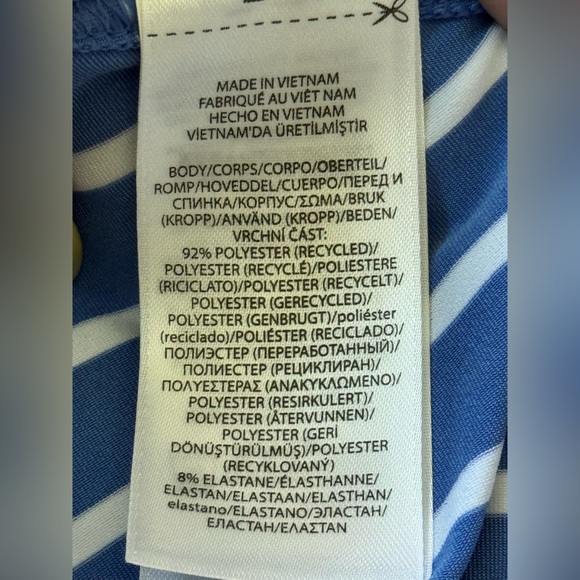 MADE IN VIETNAM
FABRIQUÉ AU VIÊT NAM
HECHO EN VIETNAM
VİETNAM'DA ÜRETİLMİŞTİR
BODY/CORPS/CORPO/OBERTEIL/
ROMP/HOVEDDEL/CUERPO/ПЕРЕД И
СПИНКА/КОРПУС/ΣΩΜΑ/BRUK
(KROPP)/ANVÄND (KROPP)/BEDEN/
VRCHNÍ ČÁST:
92% POLYESTER (RECYCLED)/
POLYESTER (RECYCLÉ)/POLIESTERE
(RICICLATO)/POLYESTER (RECYCELT)/
POLYESTER (GERECYCLED)/
POLYESTER (GENBRUGT)/poliéster
(reciclado)/POLIÉSTER (RECICLADO)/
ПОЛИЭСТЕР (ПЕРЕРАБОТАННЫЙ)/
ПОЛИЕСТЕР (РЕЦИКЛИРАН)/
ΠΟΛΥΕΣΤΕΡΑΣ (ΑΝΑΚΥΚΛΩΜΕΝΟ)/
POLYESTER (RESIRKULERT)/
POLYESTER (ÅTERVUNNEN)/
POLYESTER (GERİ
DÖNÜŞTÜRÜLMÜŞ)/POLYESTER
(RECYKLOVANÝ)
8% ELASTANE/ÉLASTHANNE/
ELASTAN/ELASTAAN/ELASTHAN/
elastano/ELASTANO/ЭЛАСТАН/
ЕЛАСТАН/ΕΛΑΣΤΑΝ